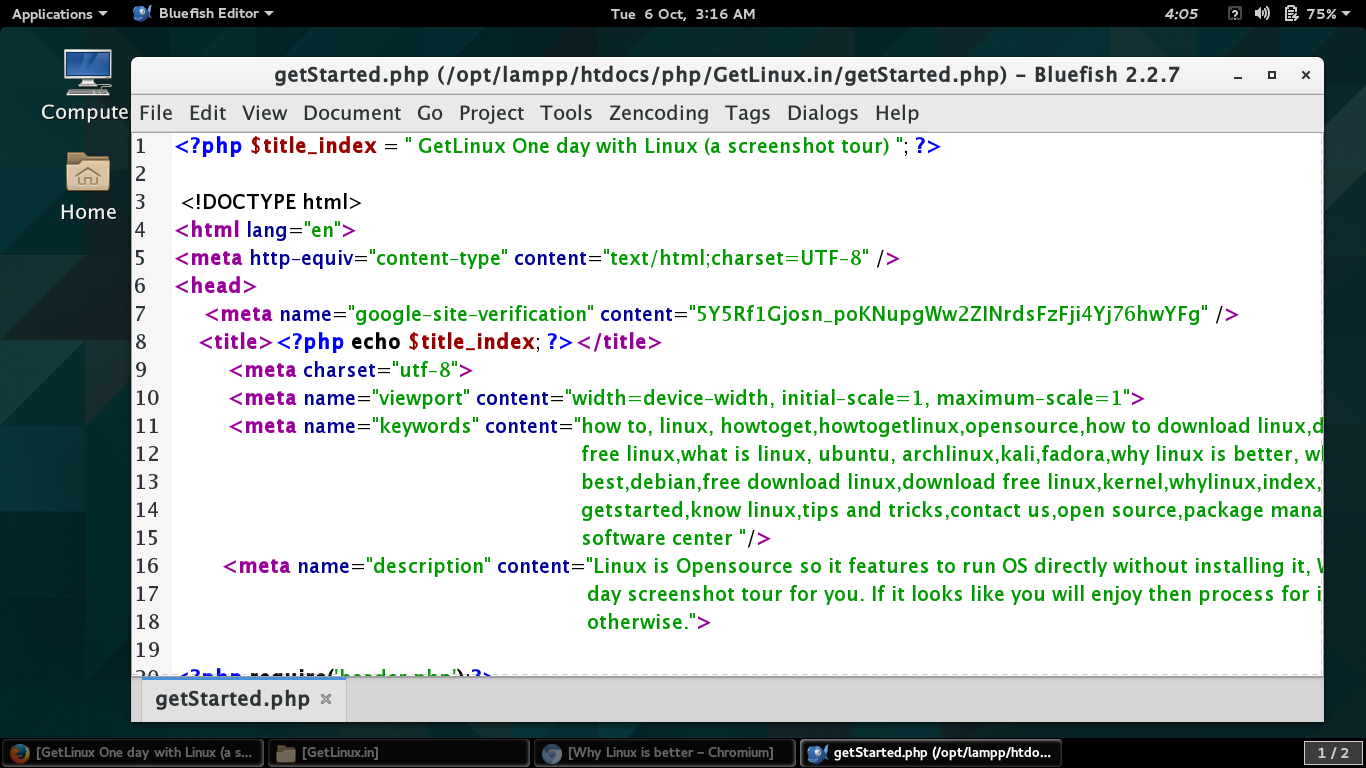 Applications Bluefish Editor Tue 6 Oct, 3:16 AM 4:05 75%
Compute
Home
getStarted.php (/opt/lampp/htdocs/php/GetLinux.in/getStarted.php) - Bluefish 2.2.7
File Edit View Document Go Project Tools Zencoding Tags Dialogs Help
1 <?php $title_index = " GetLinux One day with Linux (a screenshot tour) "; ?>
2
3 <!DOCTYPE html>
4 <html lang="en">
5 <meta http-equiv="content-type" content="text/html;charset=UTF-8" />
6 <head>
7 <meta name="google-site-verification" content="5Y5Rf1Gjosn_poKNupgWw2ZlNrdsFzFji4Yj76hwYFg" />
8 <title><?php echo $title_index; ?></title>
9 <meta charset="utf-8">
10 <meta name="viewport" content="width=device-width, initial-scale=1, maximum-scale=1">
11 <meta name="keywords" content="how to, linux, howtoget,howtogetlinux,opensource,how to download linux,d
12 free linux,what is linux, ubuntu, archlinux,kali,fadora,why linux is better,
13 best,debian,free download linux,download free linux,kernel,whylinux,index,
14 getstarted,know linux,tips and tricks,contact us,open source,package mana
15 software center "/>
16 <meta name="description" content="Linux is Opensource so it features to run OS directly without installing it,
17 day screenshot tour for you. If it looks like you will enjoy then process for i
18 otherwise.">
19
20 <?php require('header.php');?>
getStarted.php
[GetLinux One day with Linux (a s... [GetLinux.in] [Why Linux is better - Chromium] getStarted.php (/opt/lampp/htdo... 1 / 2